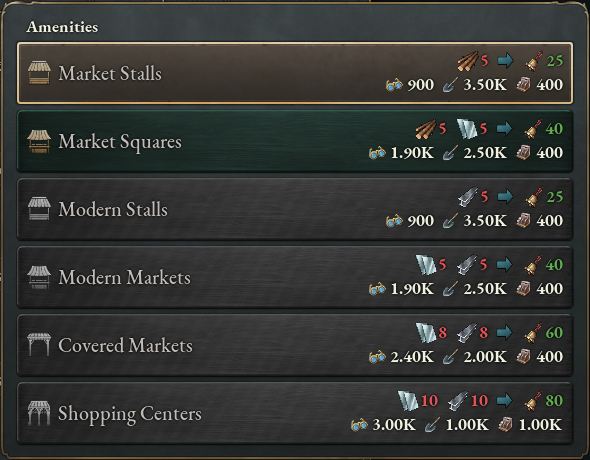 Amenities
5 25
Market Stalls
900 3.50K 400
5 5 40
Market Squares
1.90K 2.50K 400
5 25
Modern Stalls
900 3.50K 400
5 5 40
Modern Markets
1.90K 2.50K 400
8 8 60
Covered Markets
2.40K 2.00K 400
10 10 80
Shopping Centers
3.00K 1.00K 1.00K